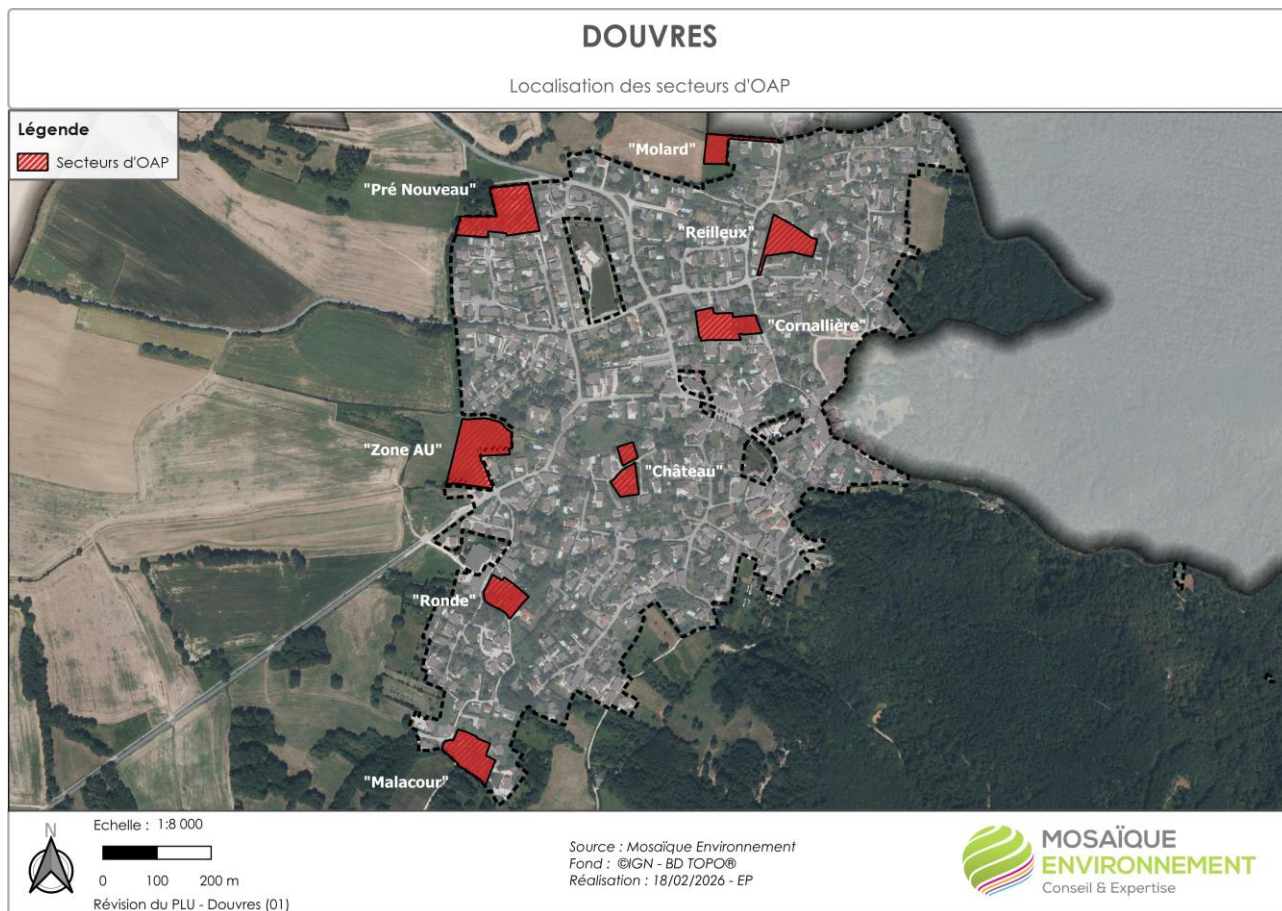 DOUVRES
Localisation des secteurs d'OAP
Légende
Secteurs d'OAP
"Molard"
"Pré Nouveau"
"Reilleux"
"Cornallière"
"Zone AU"
"Château"
"Ronde"
"Malacour"
N
Echelle : 1:8 000
0 100 200 m
Révision du PLU - Douvres (01)
Source : Mosaïque Environnement
Fond : ©IGN - BD TOPO®
Réalisation : 18/02/2026 - EP
MOSAÏQUE
ENVIRONNEMENT
Conseil & Expertise